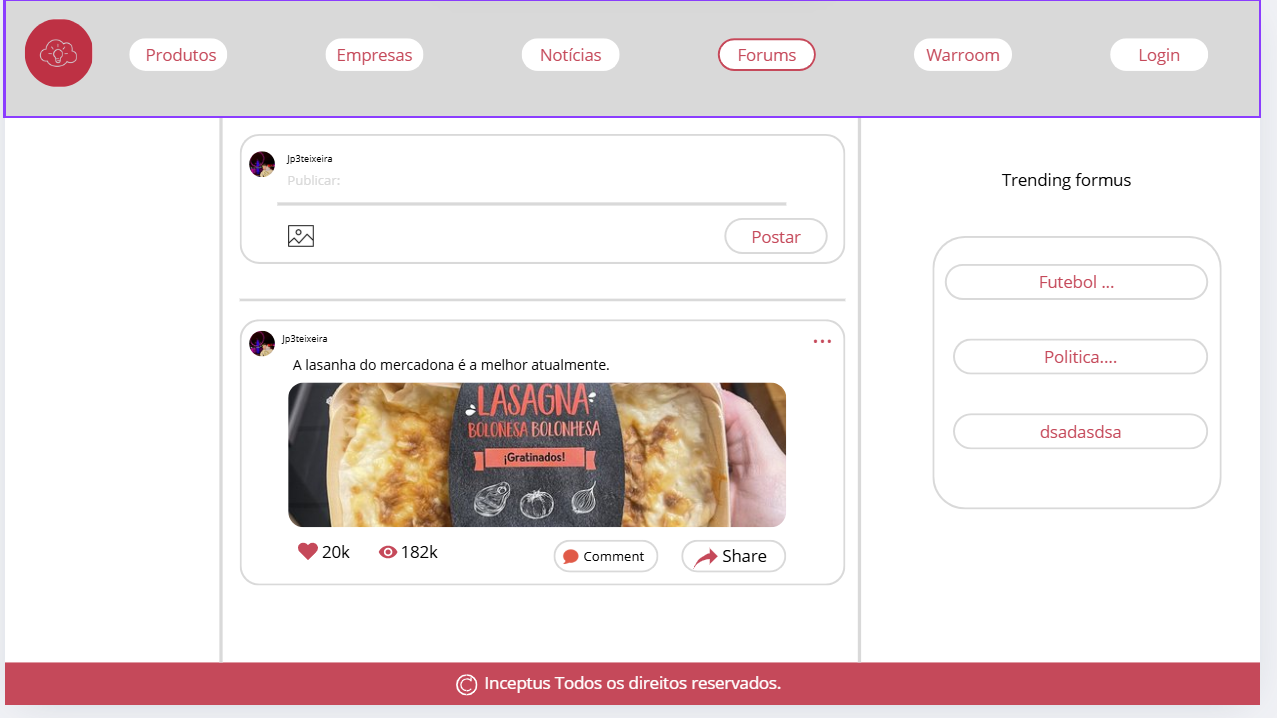 Produtos
Empresas
Notícias
Forums
Warroom
Login
Jp3teixeira
Publicar:
Postar
Trending formus
Futebol ...
Politica....
dsadasdsa
Jp3teixeira
A lasanha do mercadona é a melhor atualmente.
LASAGNA
BOLONESA BOLONHESA
¡Gratinados!
20k
182k
Comment
Share
© Inceptus Todos os direitos reservados.